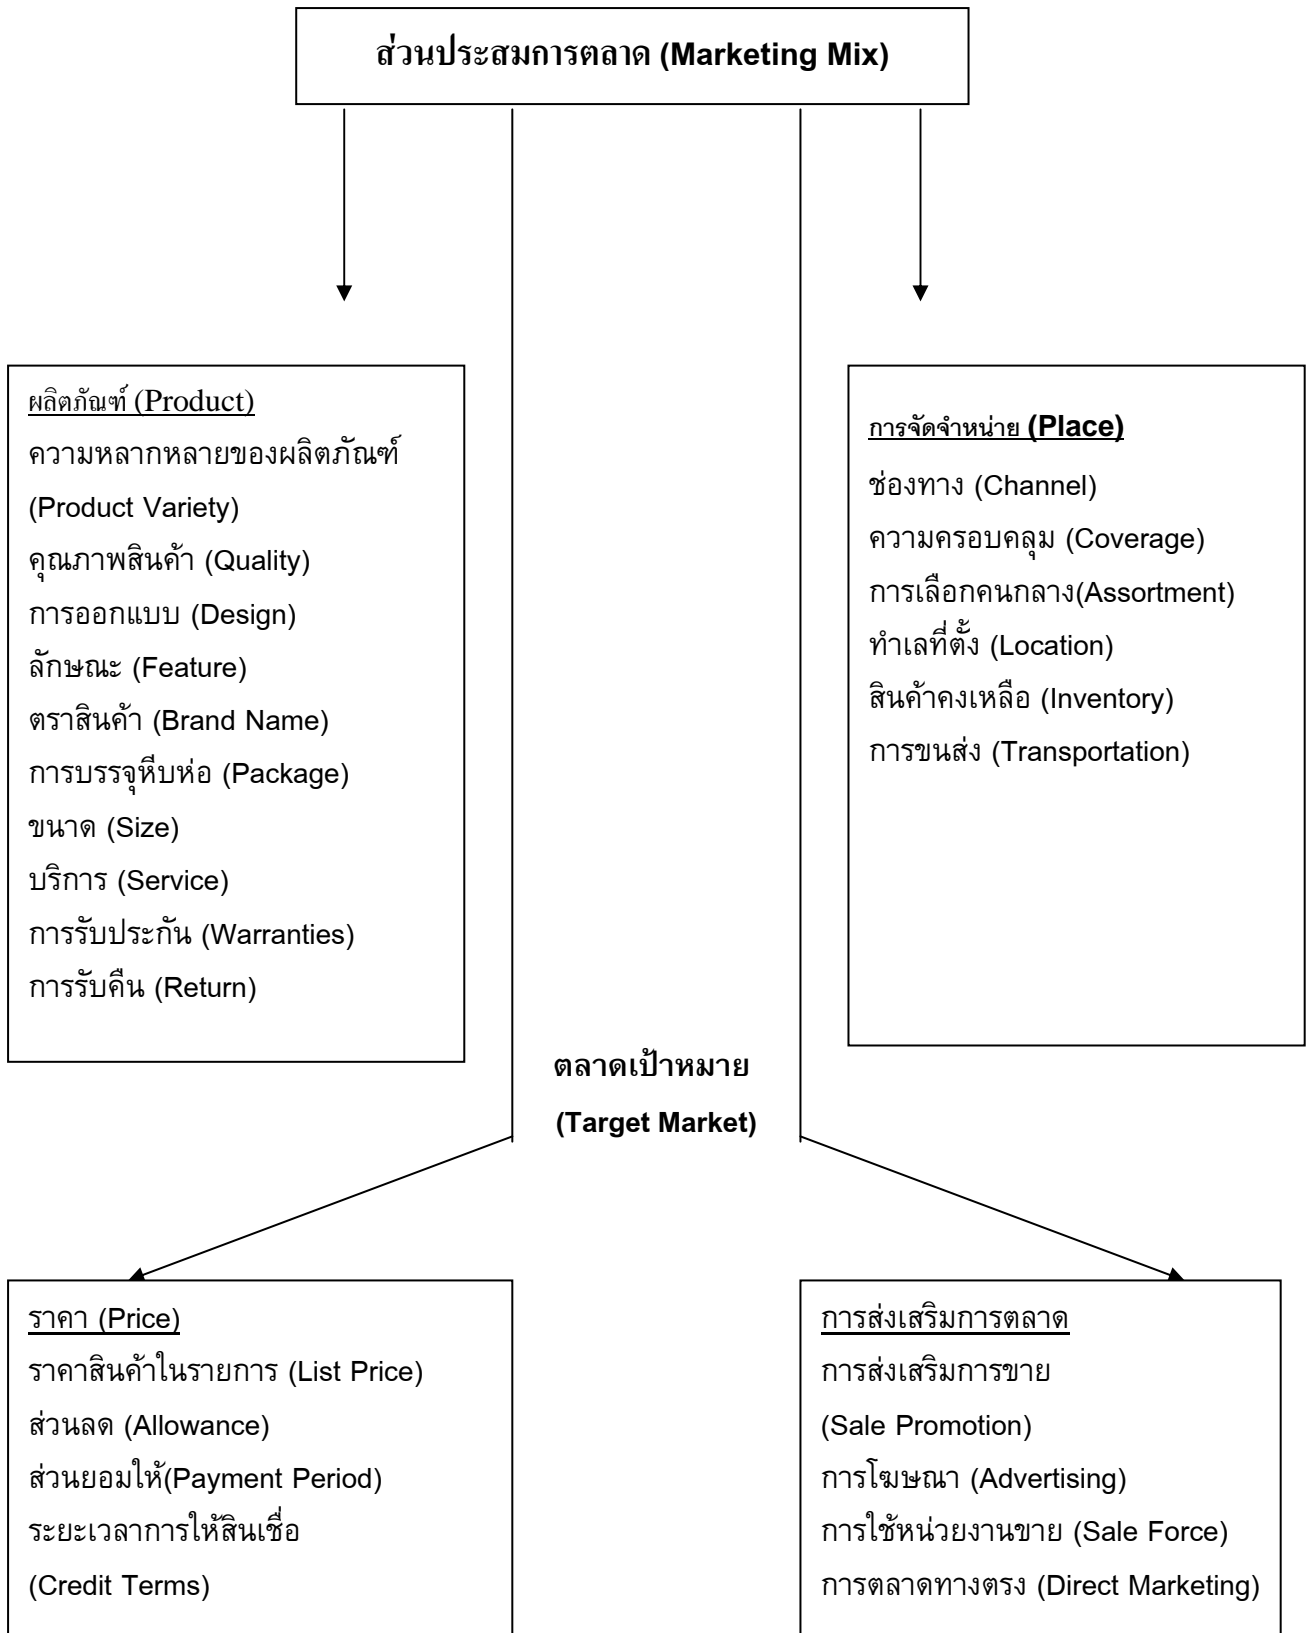 ส่วนประสมการตลาด (Marketing Mix)
ผลิตภัณฑ์ (Product)
ความหลากหลายของผลิตภัณฑ์
(Product Variety)
คุณภาพสินค้า (Quality)
การออกแบบ (Design)
ลักษณะ (Feature)
ตราสินค้า (Brand Name)
การบรรจุหีบห่อ (Package)
ขนาด (Size)
บริการ (Service)
การรับประกัน (Warranties)
การรับคืน (Return)
การจัดจำหน่าย (Place)
ช่องทาง (Channel)
ความครอบคลุม (Coverage)
การเลือกคนกลาง(Assortment)
ทำเลที่ตั้ง (Location)
สินค้าคงเหลือ (Inventory)
การขนส่ง (Transportation)
ตลาดเป้าหมาย
(Target Market)
ราคา (Price)
ราคาสินค้าในรายการ (List Price)
ส่วนลด (Allowance)
ส่วนยอมให้(Payment Period)
ระยะเวลาการให้สินเชื่อ
(Credit Terms)
การส่งเสริมการตลาด
การส่งเสริมการขาย
(Sale Promotion)
การโฆษณา (Advertising)
การใช้หน่วยงานขาย (Sale Force)
การตลาดทางตรง (Direct Marketing)